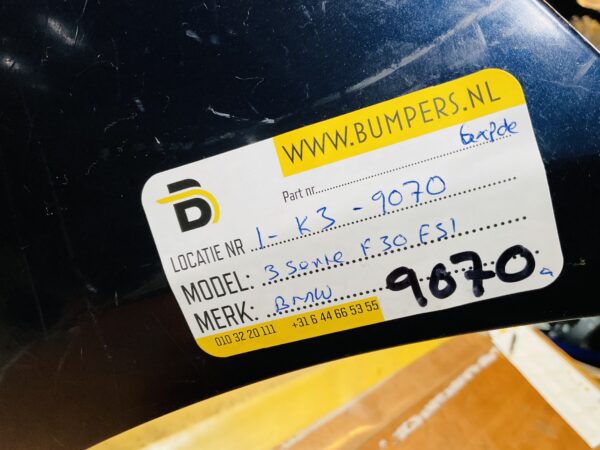 WWW.BUMPERS.NL
Part nr.
LOCATIE NR 1-K3-9070
MODEL: 3 serie F30 F31
MERK: BMW 9070
010 32 20 111 +31 6 44 66 53 55